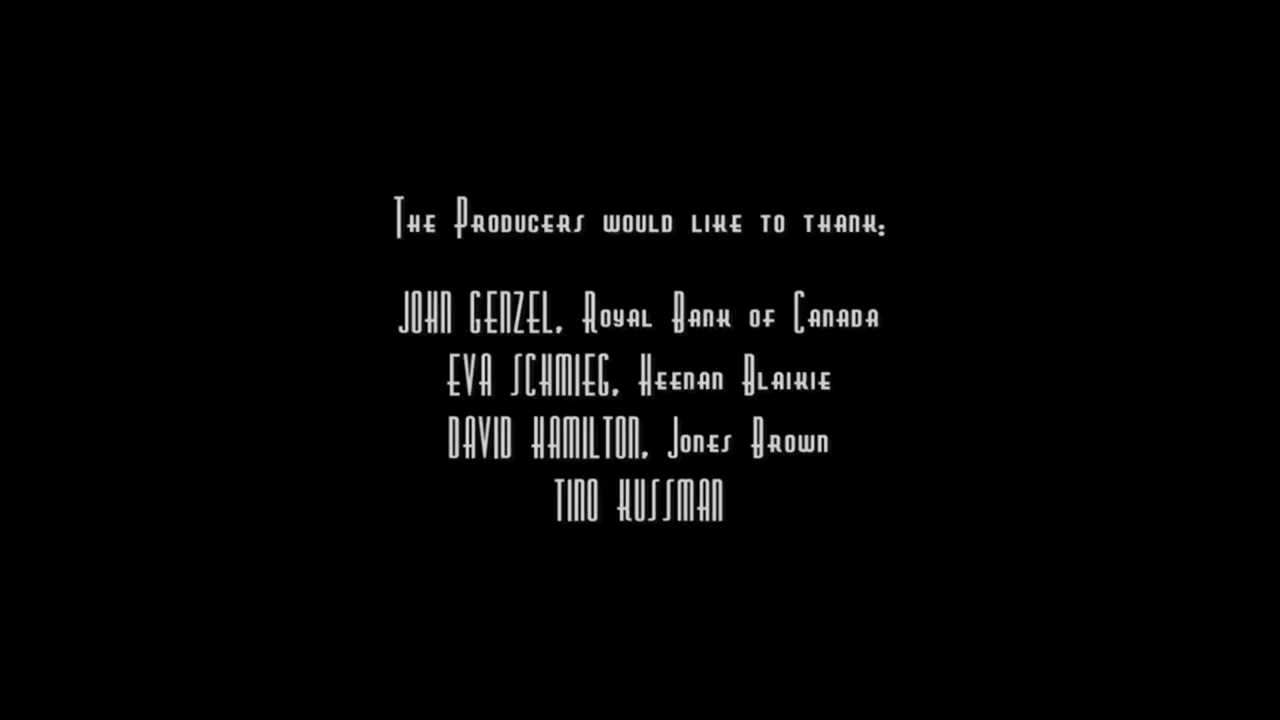 The Producers would like to thank:
JOHN GENZEL, Royal Bank of Canada
EVA SCHMIEG, Heenan Blaikie
DAVID HAMILTON, Jones Brown
TINO KUSSMAN